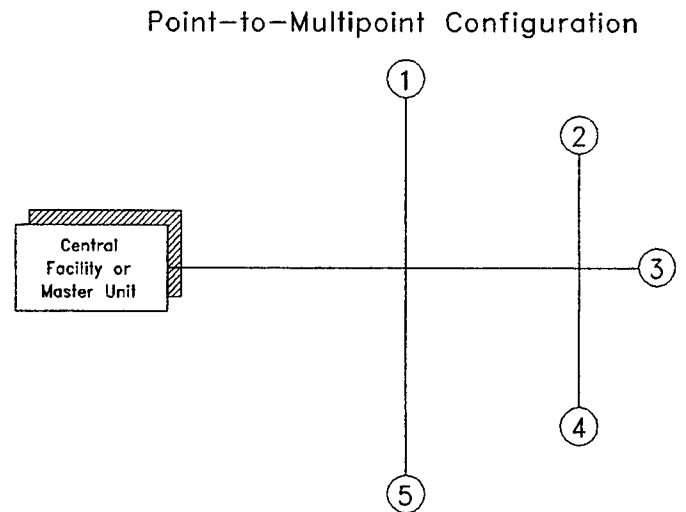 Point-to-Multipoint Configuration
1
2
Central
Facility or
Master Unit
3
4
5